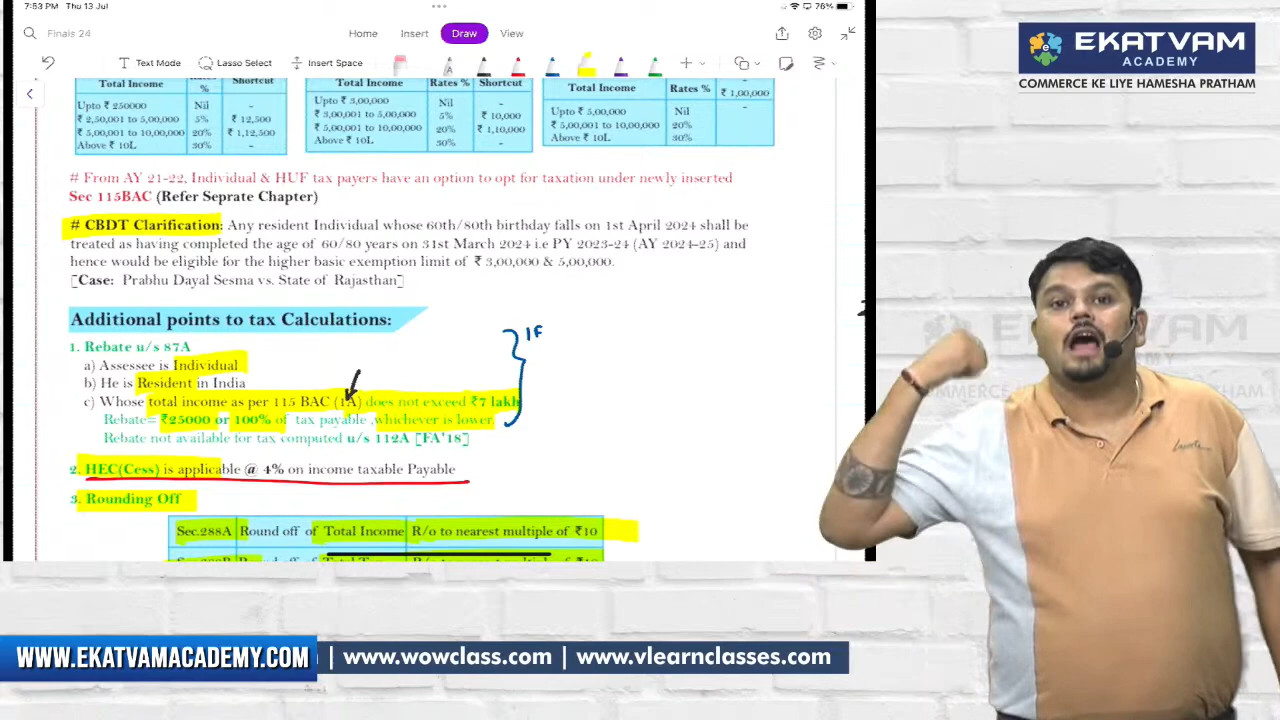 7:53 PM Thu 13 Jul
76%
Finals 24
Home Insert Draw View
Text Mode Lasso Select Insert Space
EKATVAM
ACADEMY
COMMERCE KE LIYE HAMESHA PRATHAM
Total Income % Shortcut
Upto ₹ 250000 Nil -
₹ 2,50,001 to 5,00,000 5% ₹ 12,500
₹ 5,00,001 to 10,00,000 20% ₹ 1,12,500
Above ₹ 10L 30% -
Total Income Rates % Shortcut
Upto ₹ 3,00,000 Nil -
₹ 3,00,001 to 5,00,000 5% ₹ 10,000
₹ 5,00,001 to 10,00,000 20% ₹ 1,10,000
Above ₹ 10L 30% -
Total Income Rates % ₹ 1,00,000
Upto ₹ 5,00,000 Nil -
₹ 5,00,001 to 10,00,000 20%
Above ₹ 10L 30%
# From AY 21-22, Individual & HUF tax payers have an option to opt for taxation under newly inserted
Sec 115BAC (Refer Seprate Chapter)
# CBDT Clarification: Any resident Individual whose 60th/80th birthday falls on 1st April 2024 shall be
treated as having completed the age of 60/80 years on 31st March 2024 i.e PY 2023-24 (AY 2024-25) and
hence would be eligible for the higher basic exemption limit of ₹ 3,00,000 & 5,00,000.
[Case: Prabhu Dayal Sesma vs. State of Rajasthan]
Additional points to tax Calculations:
IF
1. Rebate u/s 87A
a) Assessee is Individual
b) He is Resident in India
c) Whose total income as per 115 BAC (1A) does not exceed ₹7 lakh
Rebate= ₹25000 or 100% of tax payable ,whichever is lower.
Rebate not available for tax computed u/s 112A [FA'18]
2. HEC(Cess) is applicable @ 4% on income taxable Payable
3. Rounding Off
Sec.288A Round off of Total Income R/o to nearest multiple of ₹10
EKATVAM
WWW.EKATVAMACADEMY.COM | www.wowclass.com | www.vlearnclasses.com